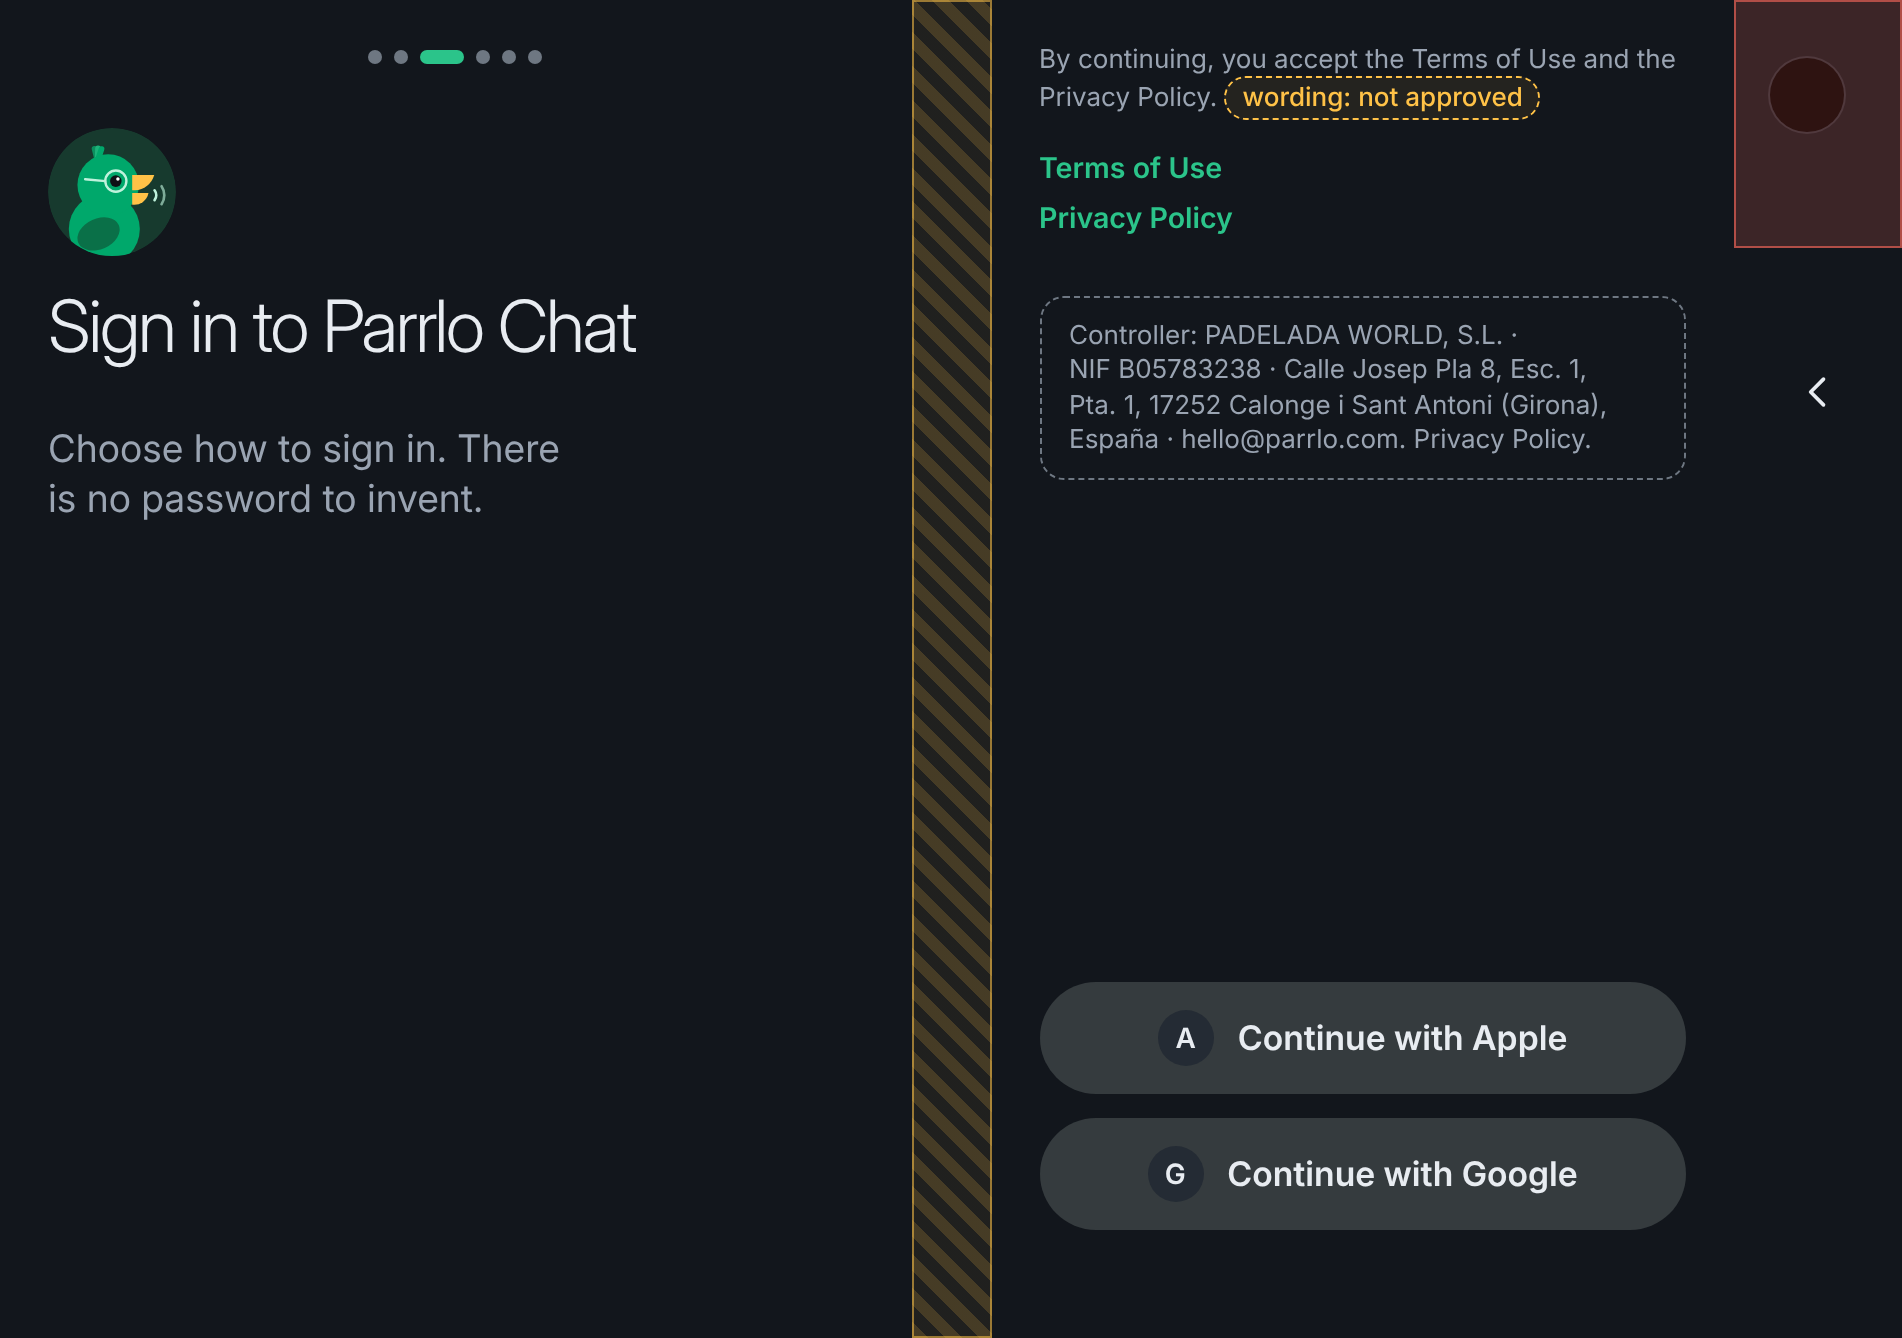 Sign in to Parrlo Chat
Choose how to sign in. There
is no password to invent.
By continuing, you accept the Terms of Use and the
Privacy Policy. wording: not approved
Terms of Use
Privacy Policy
Controller: PADELADA WORLD, S.L. ·
NIF B05783238 · Calle Josep Pla 8, Esc. 1,
Pta. 1, 17252 Calonge i Sant Antoni (Girona),
España · hello@parrlo.com. Privacy Policy.
A Continue with Apple
G Continue with Google